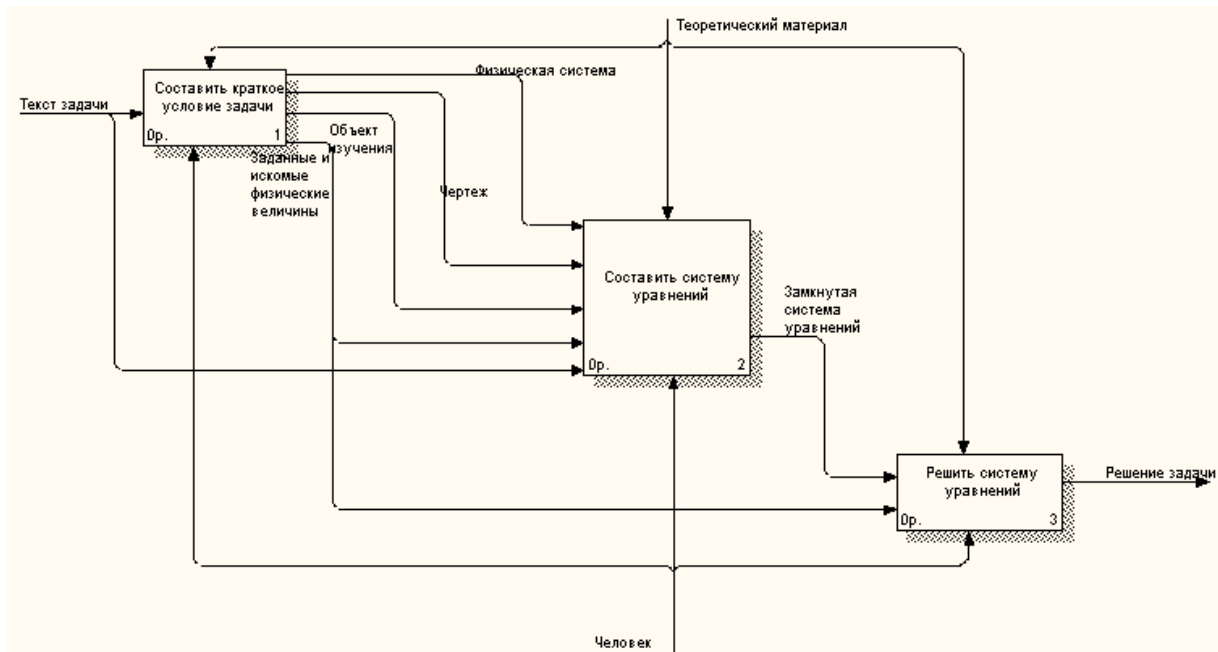 Теоретический материал
Физическая система
Составить краткое
условие задачи
0р.
1
Текст задачи
Объект
изучения
Заданные и
искомые
физические
величины
Чертеж
Составить систему
уравнений
0р.
2
Замкнутая
система
уравнений
Решить систему
уравнений
0р.
3
Решение задачи
Человек